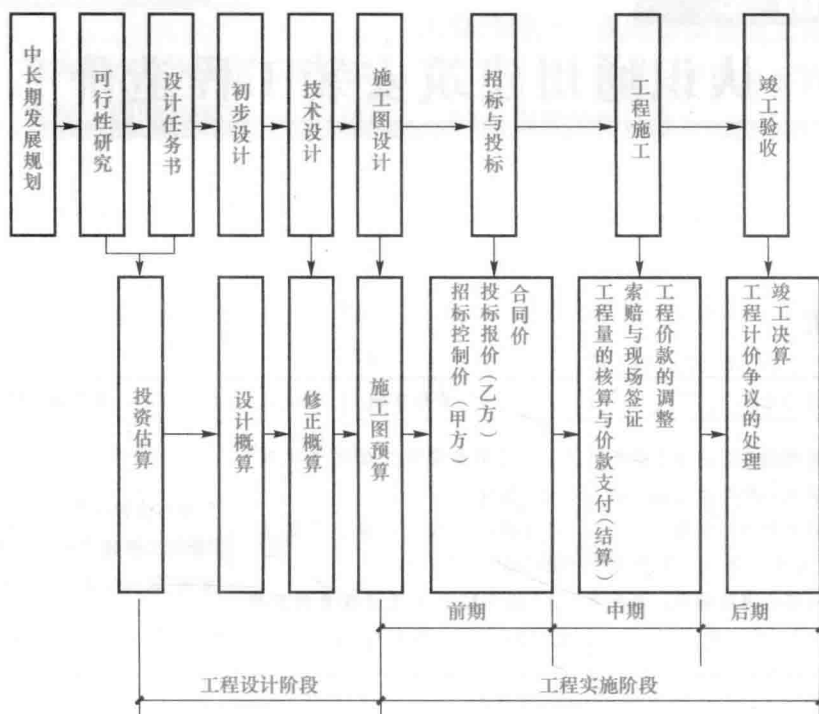 中长期发展规划
可行性研究
设计任务书
初步设计
技术设计
施工图设计
招标与投标
工程施工
竣工验收
投资估算
设计概算
修正概算
施工图预算
招标控制价（甲方）
投标报价（乙方）
合同价
工程量的核算与价款支付（结算）
索赔与现场签证
工程价款的调整
工程计价争议的处理
竣工决算
前期
中期
后期
工程设计阶段
工程实施阶段